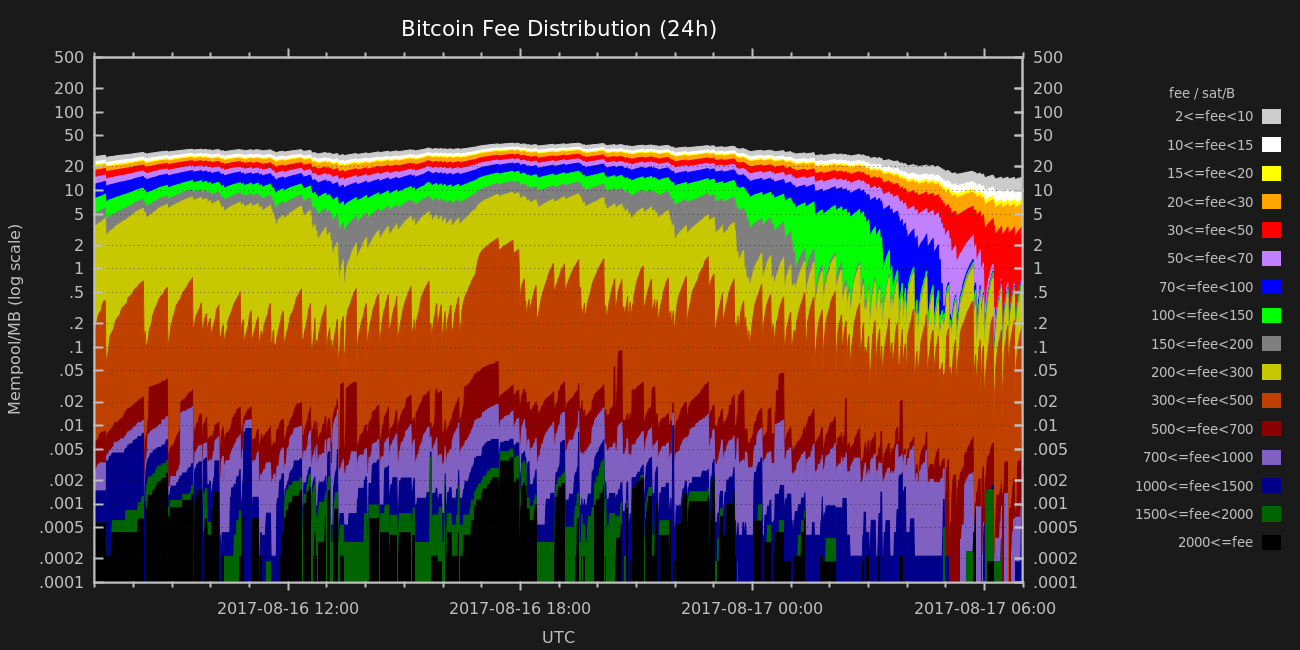 Bitcoin Fee Distribution (24h)
500 500
200 200
100 100
50 50
20 20
10 10
5 5
2 2
1 1
.5 .5
.2 .2
.1 .1
.05 .05
.02 .02
.01 .01
.005 .005
.002 .002
.001 .001
.0005 .0005
.0002 .0002
.0001 .0001
Mempool/MB (log scale)
2017-08-16 12:00 2017-08-16 18:00 2017-08-17 00:00 2017-08-17 06:00
UTC
fee / sat/B
2<=fee<10
10<=fee<15
15<=fee<20
20<=fee<30
30<=fee<50
50<=fee<70
70<=fee<100
100<=fee<150
150<=fee<200
200<=fee<300
300<=fee<500
500<=fee<700
700<=fee<1000
1000<=fee<1500
1500<=fee<2000
2000<=fee